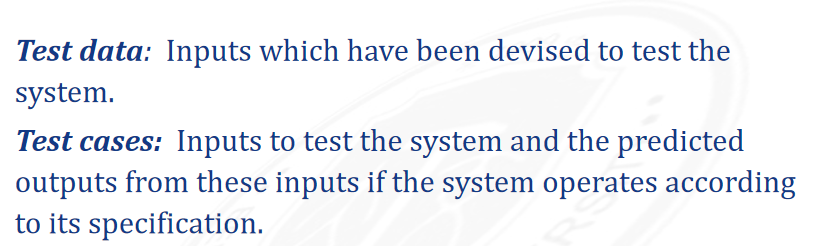 Test data:  Inputs which have been devised to test the
system.
Test cases:  Inputs to test the system and the predicted
outputs from these inputs if the system operates according
to its specification.